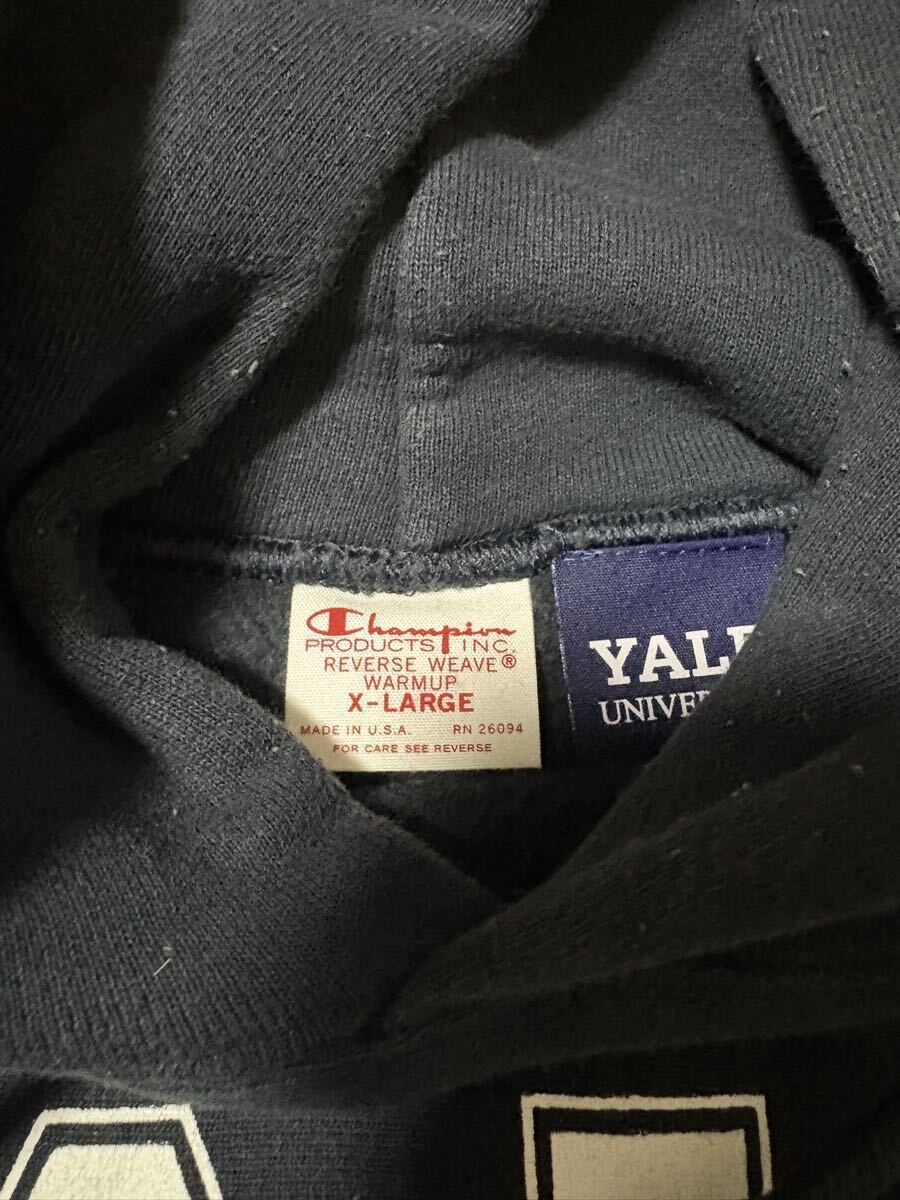 Champion
PRODUCTS INC.
REVERSE WEAVE®
WARMUP
X-LARGE
MADE IN U.S.A. RN 26094
FOR CARE SEE REVERSE
YAL
UNIVER